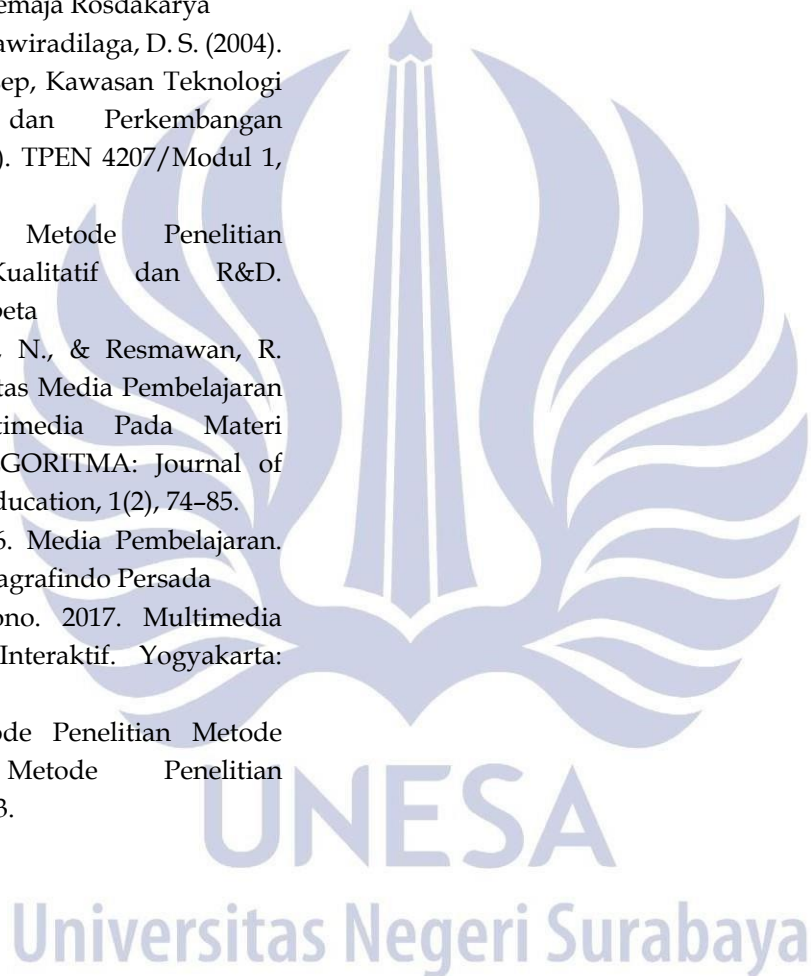 emaja Rosdakarya
awiradilaga, D. S. (2004).
ep, Kawasan Teknologi
dan Perkembangan
). TPEN 4207/Modul 1,
Metode Penelitian
Kualitatif dan R&D.
beta
N., & Resmawan, R.
tas Media Pembelajaran
timedia Pada Materi
GORITMA: Journal of
ducation, 1(2), 74–85.
6. Media Pembelajaran.
agrafindo Persada
ono. 2017. Multimedia
Interaktif. Yogyakarta:
ode Penelitian Metode
Metode Penelitian
3.
UNESA
Universitas Negeri Surabaya